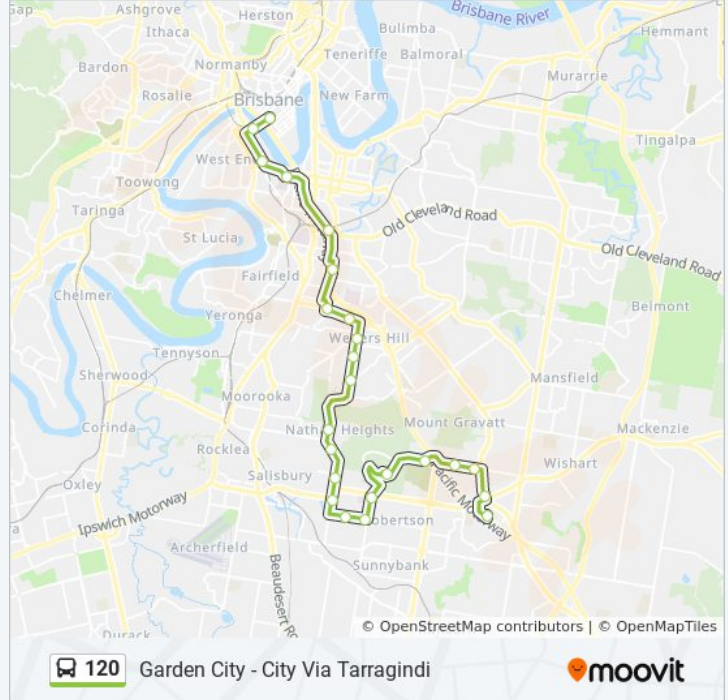 Gap
Ashgrove
Herston
Brisbane River
Ithaca
Bulimba
Hemmant
Teneriffe
Balmoral
Bardon
Normanby
Murarrie
Rosalie
Brisbane
New Farm
Tingalpa
West End
Toowong
Taringa
Old Cleveland Road
St Lucia
Old Cleveland Road
Fairfield
Chelmer
Yeronga
Belmont
Tennyson
Wellers Hill
Sherwood
Mansfield
Moorooka
Corinda
Nathan Heights
Mount Gravatt
Mackenzie
Rocklea
Wishart
Salisbury
Oxley
Pacific Motorway
Ipswich Motorway
Robertson
Archerfield
Sunnybank
Beaudesert Ro
Durack
© OpenStreetMap contributors | © OpenMapTiles
120 Garden City - City Via Tarragindi
moovit